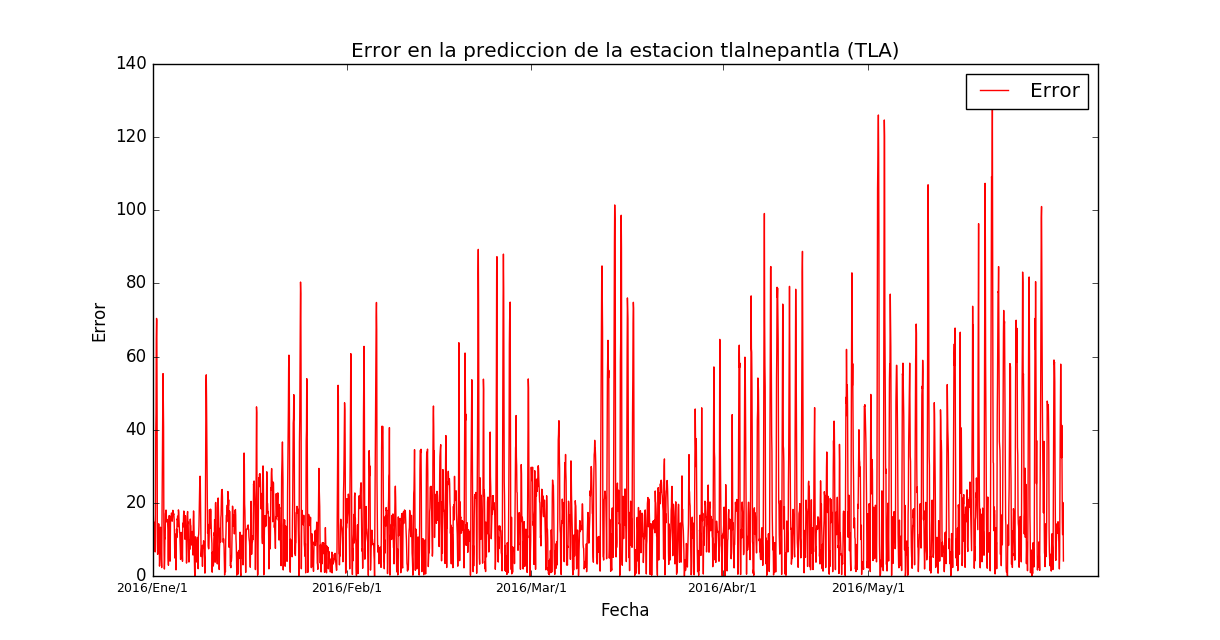 Error en la prediccion de la estacion tlalnepantla (TLA)
140
120
100
80
60
40
20
0
Error
Error
2016/Ene/1
2016/Feb/1
2016/Mar/1
2016/Abr/1
2016/May/1
Fecha